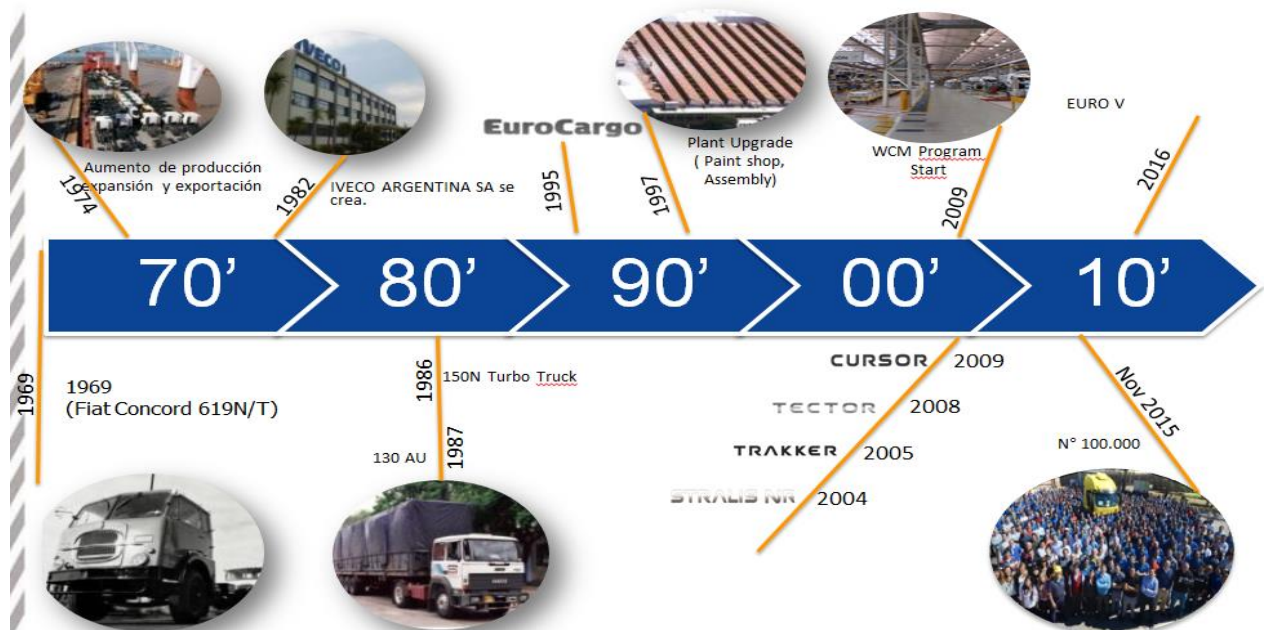 IVECO
EuroCargo
EURO V
Plant Upgrade
( Paint shop,
Assembly)
WCM Program
Start
Aumento de producción
expansión y exportación
IVECO ARGENTINA SA se
crea.
1974
1982
1995
1997
2009
2016
70’
80’
90’
00’
10’
1969
1969
(Fiat Concord 619N/T)
1986
150N Turbo Truck
130 AU
1987
CURSOR 2009
TECTOR 2008
TRAKKER 2005
STRALIS NR 2004
Nov 2015
N° 100.000